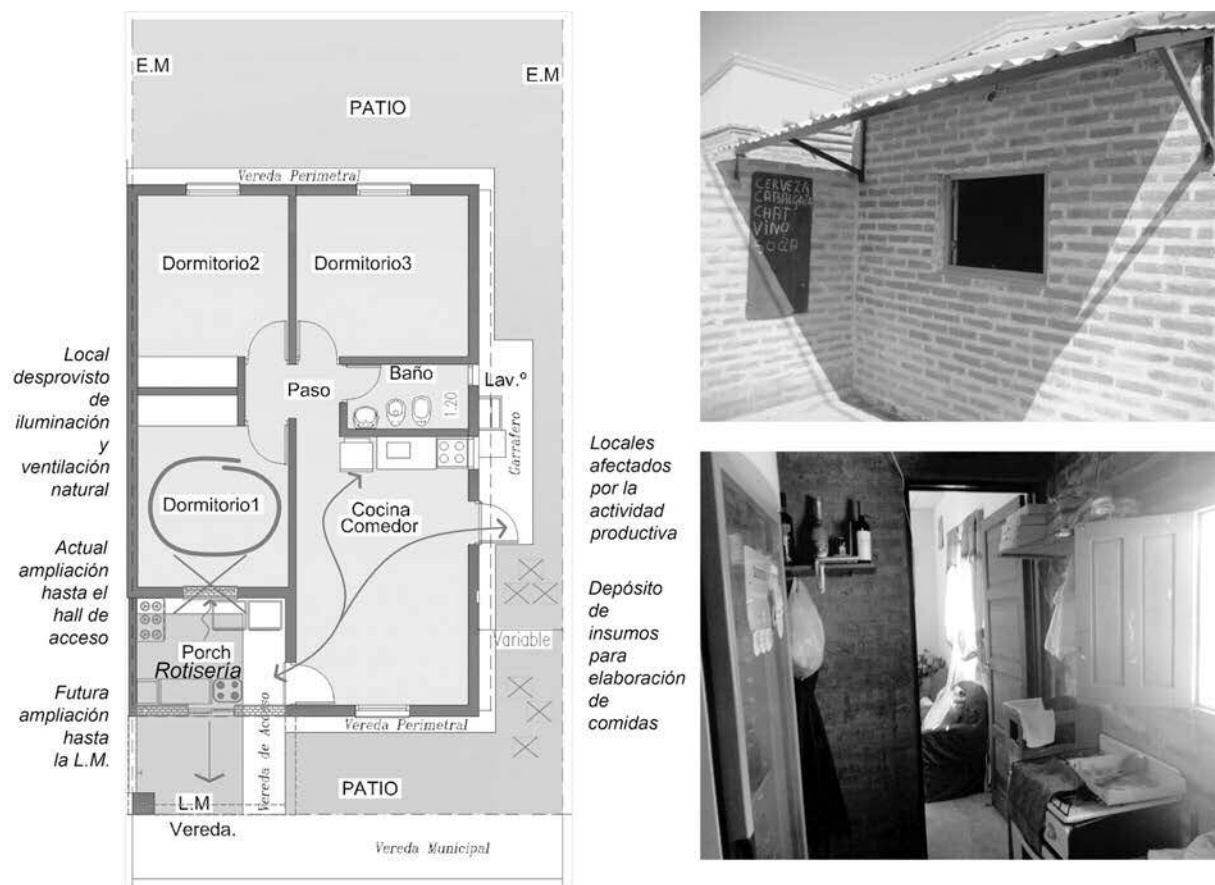 E.M
E.M
PATIO
Vereda Perimetral
Dormitorio2
Dormitorio3
Local
desprovisto
de
iluminación
y
ventilación
natural
Paso
Baño
1.20
Lav.º
Garrafero
Dormitorio1
Cocina
Comedor
Actual
ampliación
hasta el
hall de
acceso
Porch
Rotisería
Variable
Futura
ampliación
hasta
la L.M.
Vereda de Acceso
Vereda Perimetral
L.M
Vereda.
PATIO
Vereda Municipal
Locales
afectados
por la
actividad
productiva
Depósito
de
insumos
para
elaboración
de
comidas
CERVEZA
CABALGATA
CHAT
VINO
SODA